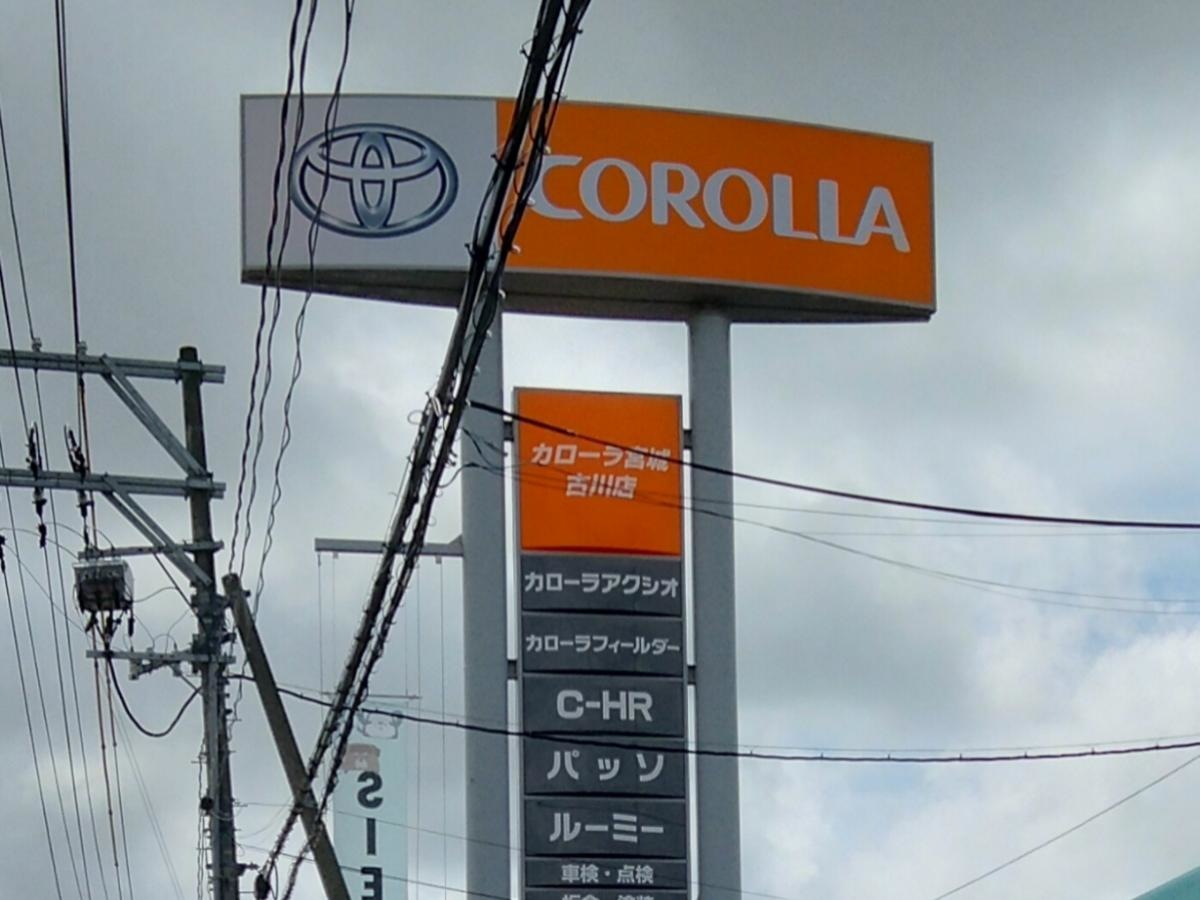 COROLLA
カローラ宮城
古川店
カローラアクシオ
カローラフィールダー
C-HR
パッソ
ルーミー
車検・点検